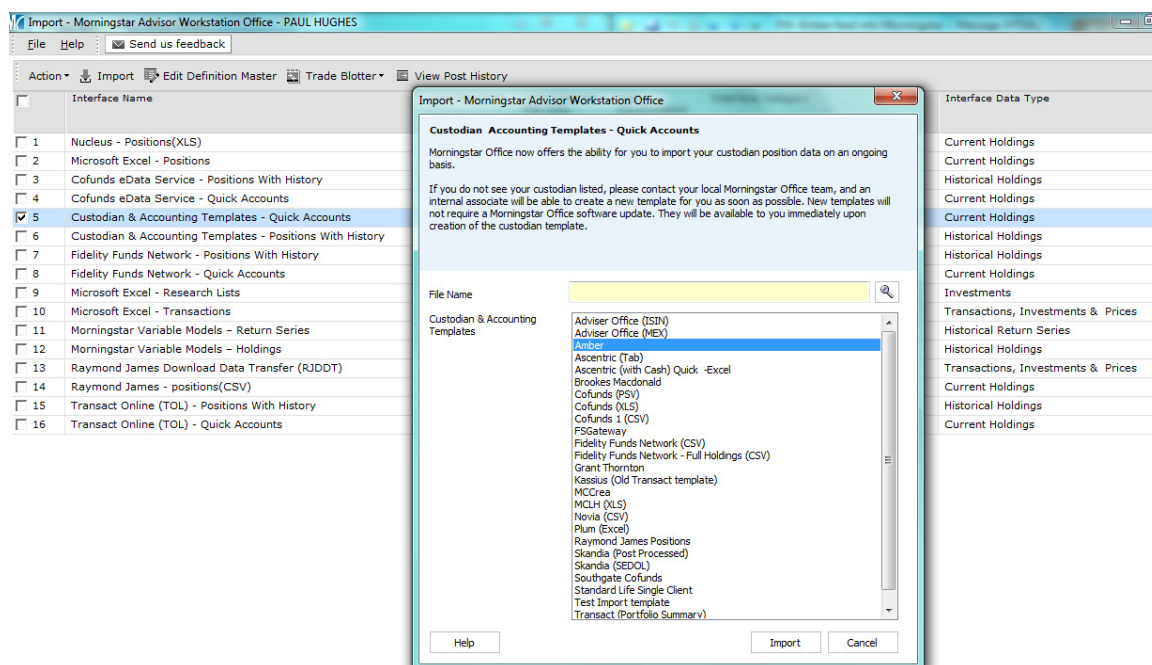 Import - Morningstar Advisor Workstation Office - PAUL HUGHES
File Help Send us feedback
Action Import Edit Definition Master Trade Blotter View Post History
Interface Name
Interface Data Type
1 Nucleus - Positions(XLS) Current Holdings
2 Microsoft Excel - Positions Current Holdings
3 Cofunds eData Service - Positions With History Historical Holdings
4 Cofunds eData Service - Quick Accounts Current Holdings
5 Custodian & Accounting Templates - Quick Accounts Current Holdings
6 Custodian & Accounting Templates - Positions With History Historical Holdings
7 Fidelity Funds Network - Positions With History Historical Holdings
8 Fidelity Funds Network - Quick Accounts Current Holdings
9 Microsoft Excel - Research Lists Investments
10 Microsoft Excel - Transactions Transactions, Investments & Prices
11 Morningstar Variable Models – Return Series Historical Return Series
12 Morningstar Variable Models – Holdings Historical Holdings
13 Raymond James Download Data Transfer (RJDDT) Transactions, Investments & Prices
14 Raymond James - positions(CSV) Current Holdings
15 Transact Online (TOL) - Positions With History Historical Holdings
16 Transact Online (TOL) - Quick Accounts Current Holdings
Import - Morningstar Advisor Workstation Office
Custodian Accounting Templates - Quick Accounts
Morningstar Office now offers the ability for you to import your custodian position data on an ongoing
basis.
If you do not see your custodian listed, please contact your local Morningstar Office team, and an
internal associate will be able to create a new template for you as soon as possible. New templates will
not require a Morningstar Office software update. They will be available to you immediately upon
creation of the custodian template.
File Name
Custodian & Accounting
Templates
Adviser Office (ISIN)
Adviser Office (MEX)
Amber
Ascentric (Tab)
Ascentric (with Cash) Quick -Excel
Brookes Macdonald
Cofunds (PSV)
Cofunds (XLS)
Cofunds 1 (CSV)
FSGateway
Fidelity Funds Network (CSV)
Fidelity Funds Network - Full Holdings (CSV)
Grant Thornton
Kassius (Old Transact template)
MCCrea
MCLH (XLS)
Novia (CSV)
Plum (Excel)
Raymond James Positions
Skandia (Post Processed)
Skandia (SEDOL)
Southgate Cofunds
Standard Life Single Client
Test Import template
Transact (Portfolio Summary)
Help Import Cancel